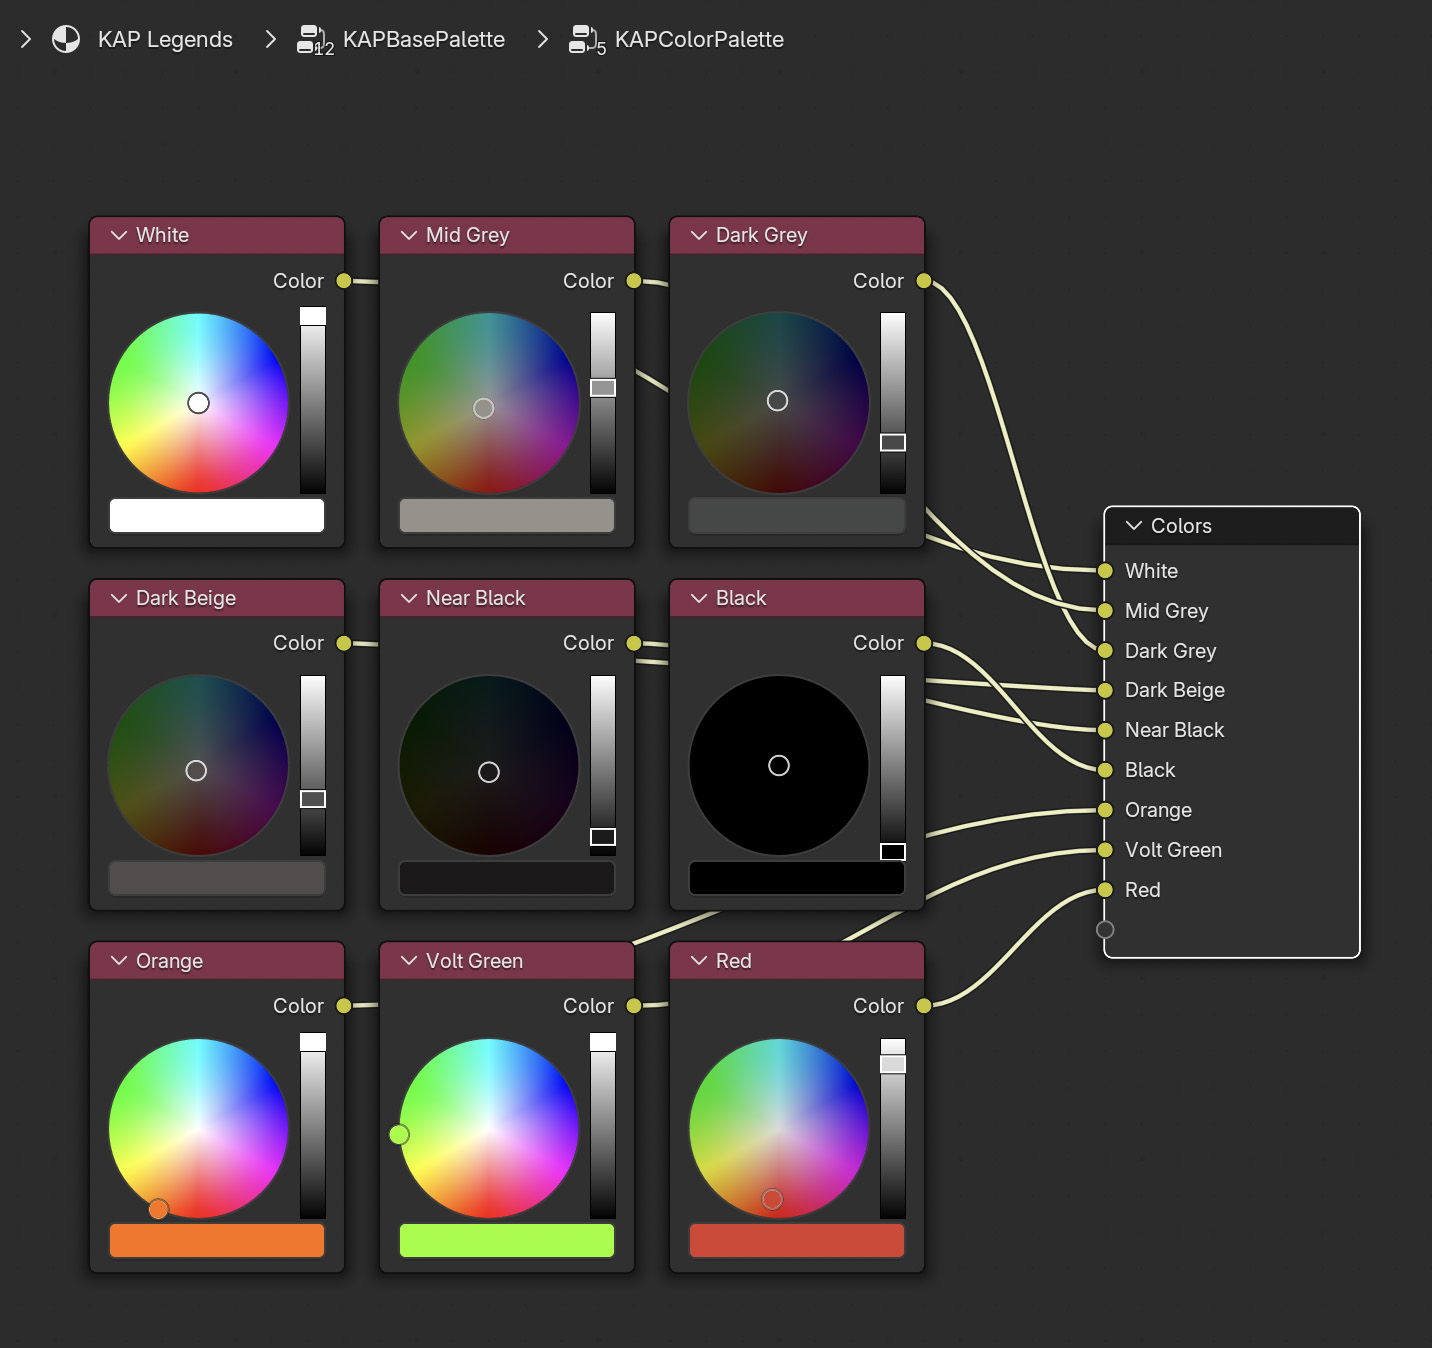 KAP Legends 12 KAPBasePalette 5 KAPColorPalette
White
Color
Mid Grey
Color
Dark Grey
Color
Dark Beige
Color
Near Black
Color
Black
Color
Orange
Color
Volt Green
Color
Red
Color
Colors
White
Mid Grey
Dark Grey
Dark Beige
Near Black
Black
Orange
Volt Green
Red